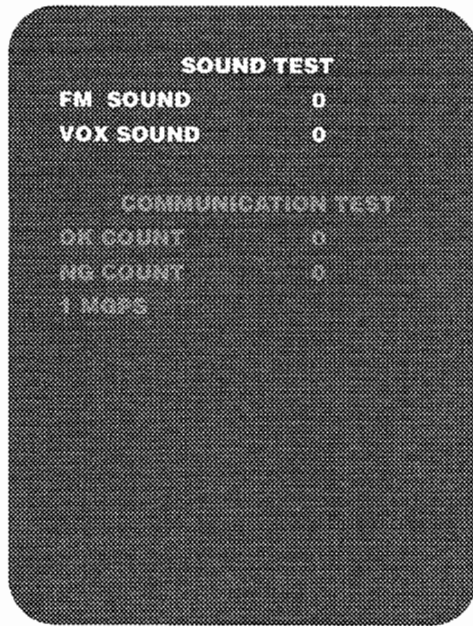 SOUND TEST
FM SOUND 0
VOX SOUND 0
COMMUNICATION TEST
OK COUNT 0
NG COUNT 0
1 MGPS